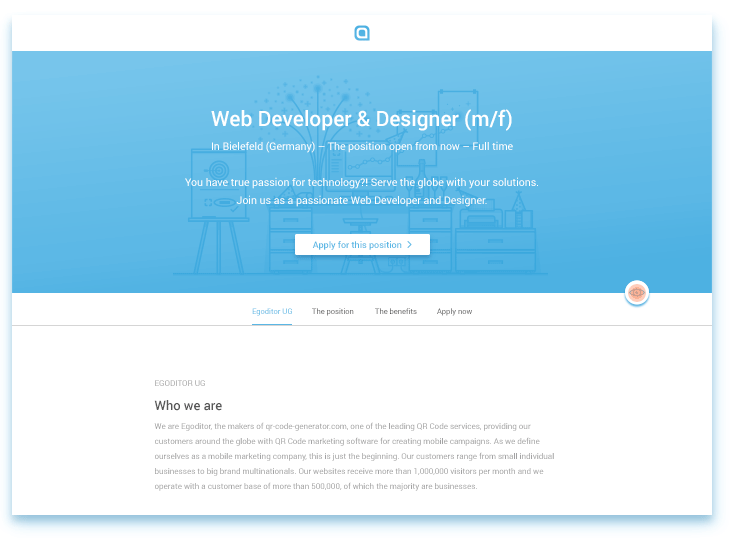 Web Developer & Designer (m/f)
In Bielefeld (Germany) – The position open from now – Full time
You have true passion for technology?! Serve the globe with your solutions.
Join us as a passionate Web Developer and Designer.
Apply for this position >
Egoditor UG The position The benefits Apply now
EGODITOR UG
Who we are
We are Egoditor, the makers of qr-code-generator.com, one of the leading QR Code services, providing our
customers around the globe with QR Code marketing software for creating mobile campaigns. As we define
ourselves as a mobile marketing company, this is just the beginning. Our customers range from small individual
businesses to big brand multinationals. Our websites receive more than 1,000,000 visitors per month and we
operate with a customer base of more than 500,000, of which the majority are businesses.